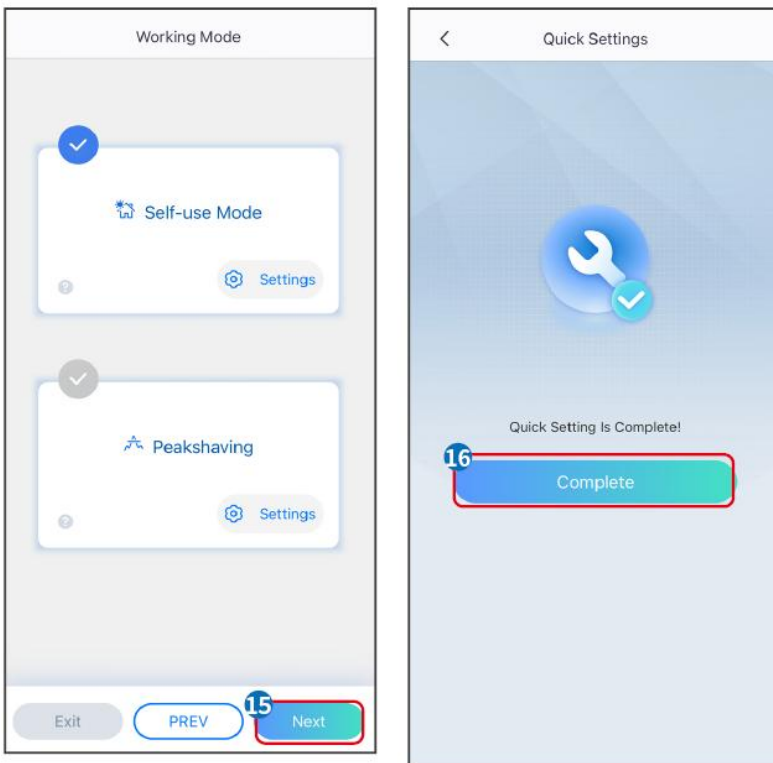 Working Mode
Self-use Mode
?
Settings
Peakshaving
?
Settings
Exit
PREV
15
Next
Quick Settings
Quick Setting Is Complete!
16
Complete